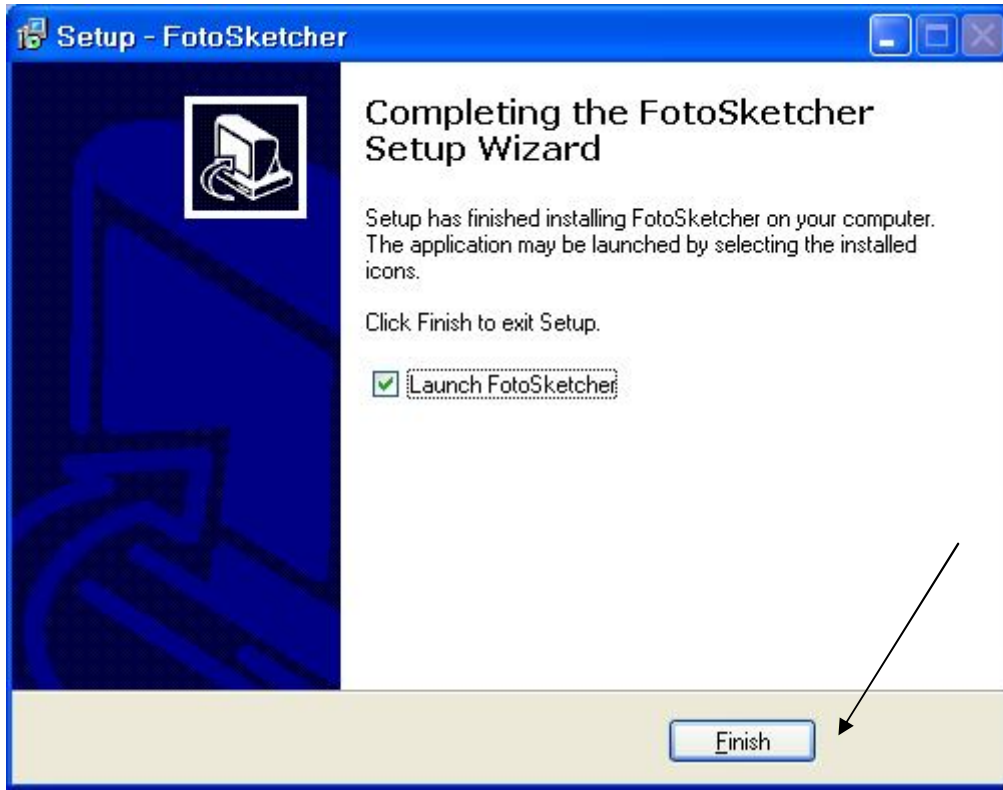 Setup - FotoSketcher
Completing the FotoSketcher
Setup Wizard
Setup has finished installing FotoSketcher on your computer.
The application may be launched by selecting the installed
icons.
Click Finish to exit Setup.
Launch FotoSketcher
Finish